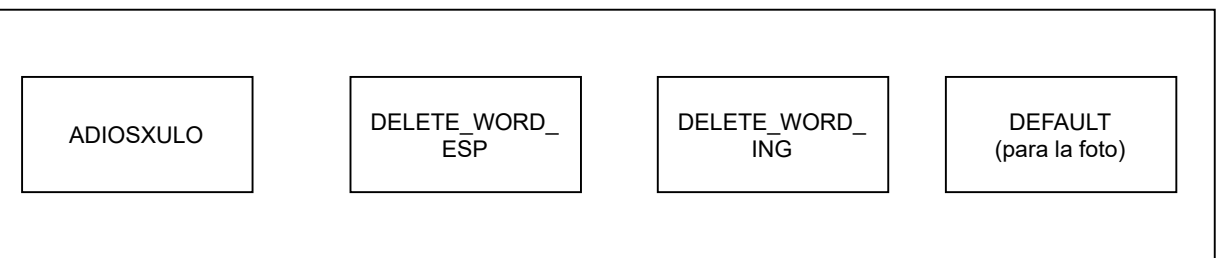 ADIOSXULO
DELETE_WORD_
ESP
DELETE_WORD_
ING
DEFAULT
(para la foto)